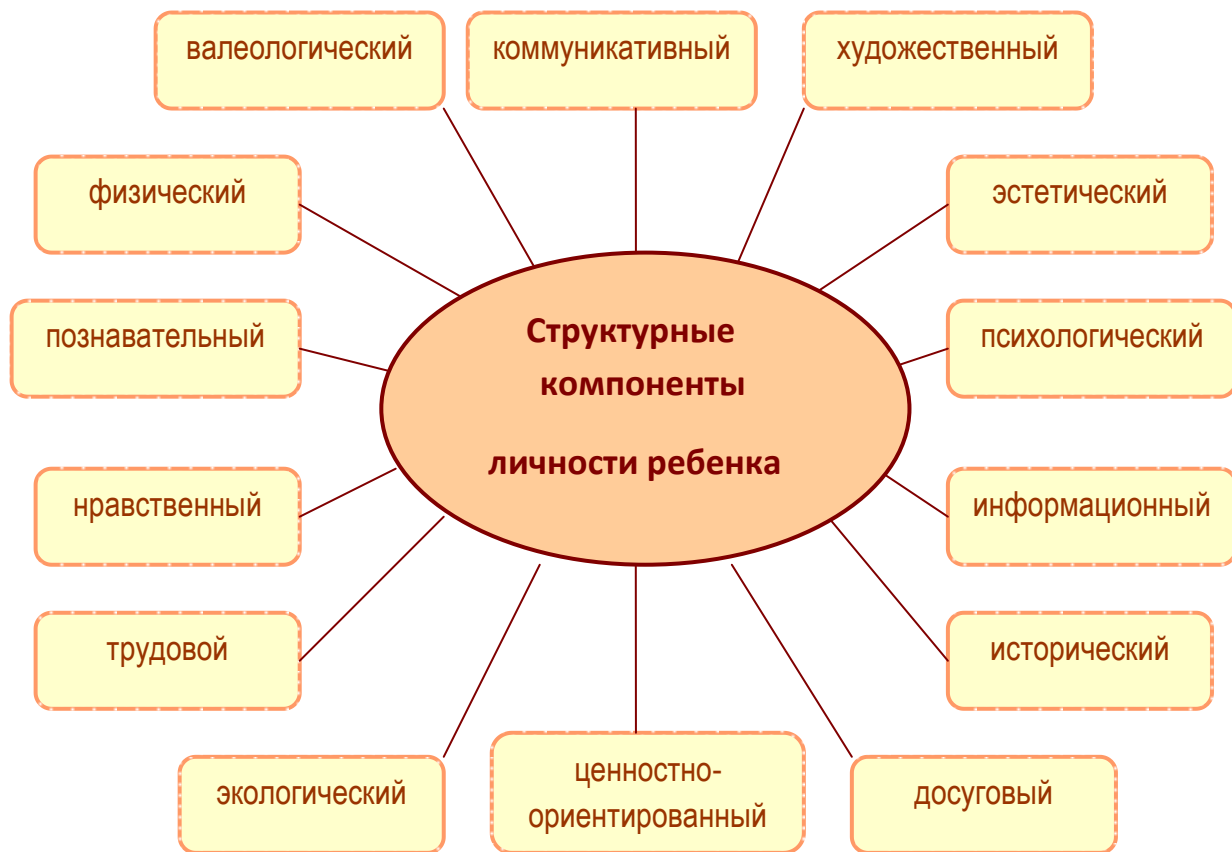 валеологический
коммуникативный
художественный
физический
эстетический
познавательный
Структурные
компоненты
личности ребенка
психологический
нравственный
информационный
трудовой
исторический
экологический
ценностно-
ориентированный
досуговый